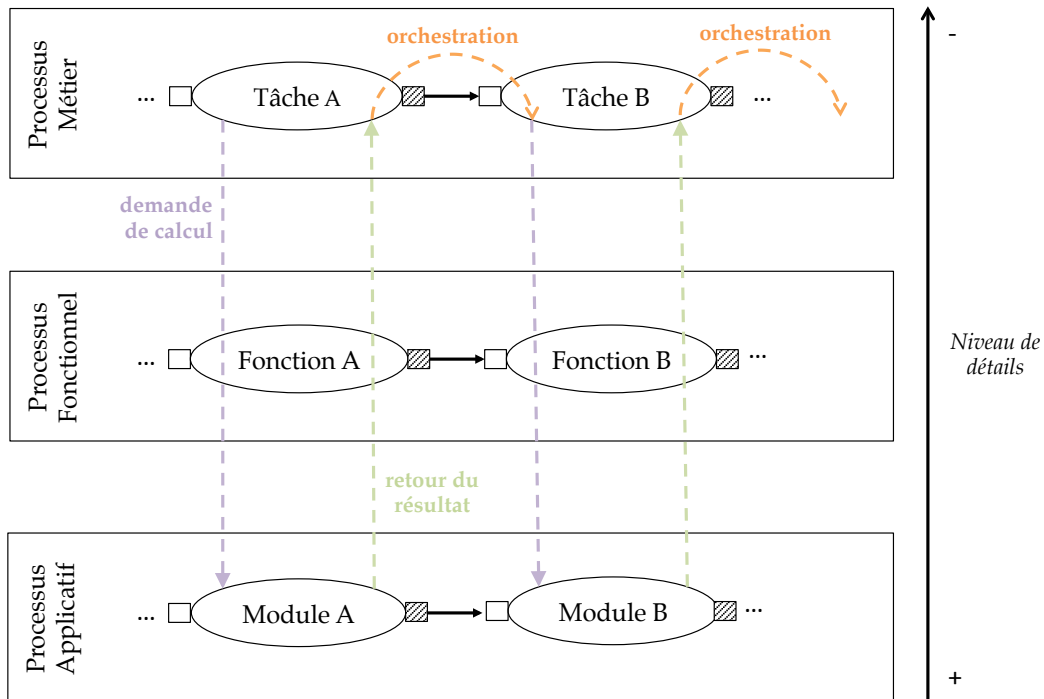 orchestration
orchestration
-
Processus
Métier
...
Tâche A
Tâche B
...
demande
de calcul
Processus
Fonctionnel
...
Fonction A
Fonction B
...
Niveau de
détails
retour du
résultat
Processus
Applicatif
...
Module A
Module B
...
+